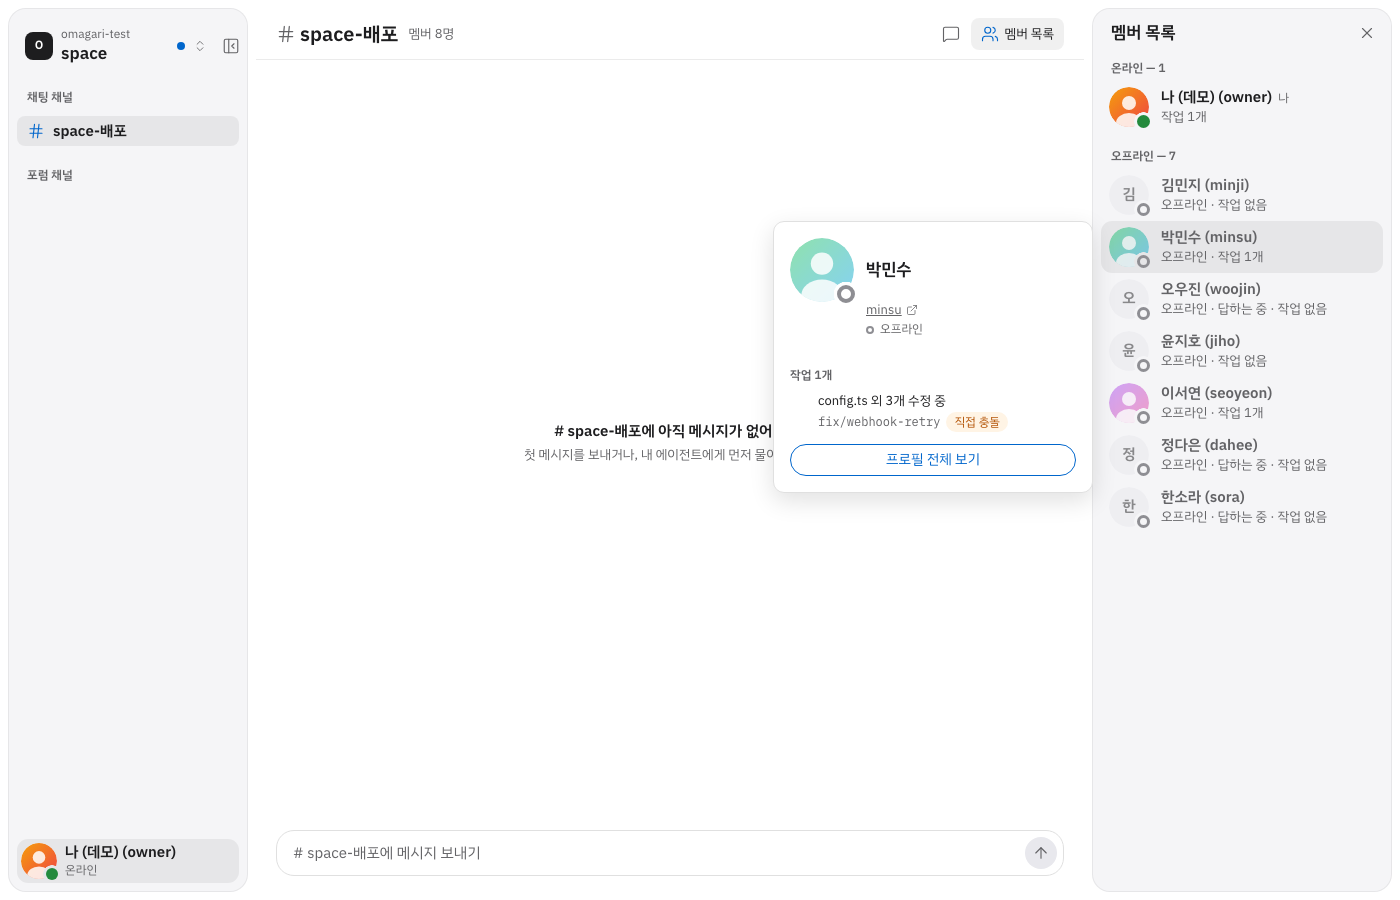 O
omagari-test
space
채팅 채널
# space-배포
포럼 채널
나 (데모) (owner)
온라인
# space-배포 멤버 8명
멤버 목록
# space-배포에 아직 메시지가 없어
첫 메시지를 보내거나, 내 에이전트에게 먼저 물어
박민수
minsu
오프라인
작업 1개
config.ts 외 3개 수정 중
fix/webhook-retry 직접 충돌
프로필 전체 보기
# space-배포에 메시지 보내기
멤버 목록
온라인 — 1
나 (데모) (owner) 나
작업 1개
오프라인 — 7
김
김민지 (minji)
오프라인 · 작업 없음
박민수 (minsu)
오프라인 · 작업 1개
오
오우진 (woojin)
오프라인 · 답하는 중 · 작업 없음
윤
윤지호 (jiho)
오프라인 · 작업 없음
이서연 (seoyeon)
오프라인 · 작업 1개
정
정다은 (dahee)
오프라인 · 답하는 중 · 작업 없음
한
한소라 (sora)
오프라인 · 답하는 중 · 작업 없음